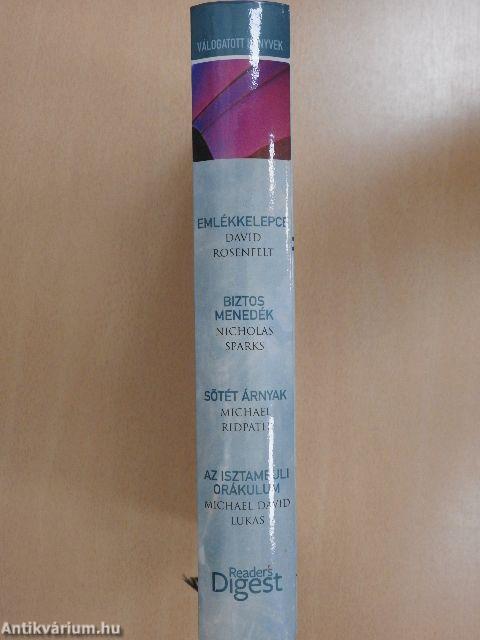 VÁLOGATOTT KÖNYVEK
EMLÉKKELEPCE
DAVID
ROSENFELT
BIZTOS
MENEDÉK
NICHOLAS
SPARKS
SÖTÉT ÁRNYAK
MICHAEL
RIDPATH
AZ ISZTAMBULI
ORÁKULUM
MICHAEL DAVID
LUKAS
Reader's
Digest
Antikvárium.hu